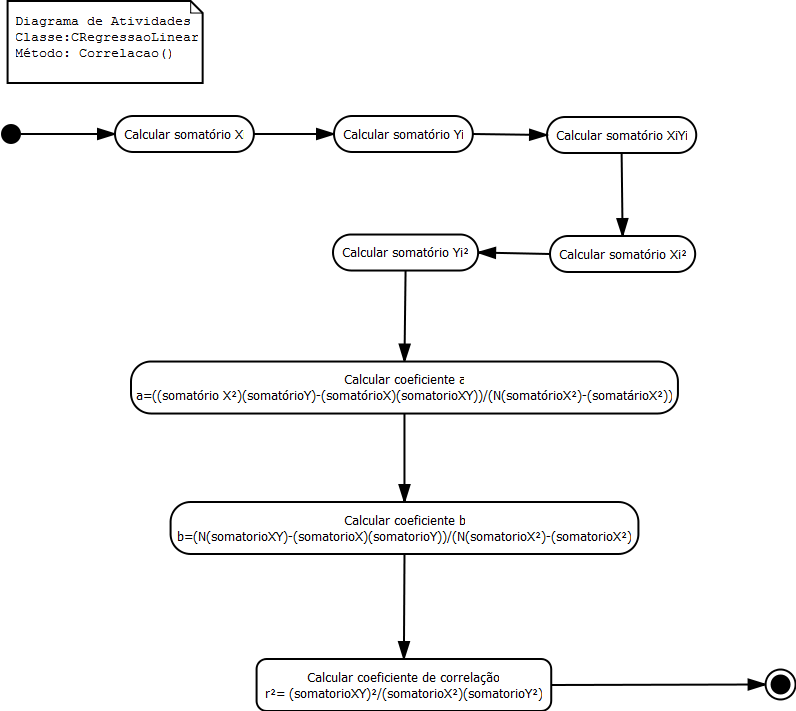 Diagrama de Atividades
Classe:CRegressaoLinear
Método: Correlacao()
Calcular somatório X
Calcular somatório Yi
Calcular somatório XiYi
Calcular somatório Yi²
Calcular somatório Xi²
Calcular coeficiente a
a=((somatório X²)(somatórioY)-(somatórioX)(somatorioXY))/(N(somatórioX²)-(somatárioX²))
Calcular coeficiente b
b=(N(somatorioXY)-(somatorioX)(somatorioY))/(N(somatorioX²)-(somatorioX²)
Calcular coeficiente de correlação
r²= (somatorioXY)²/(somatorioX²)(somatorioY²)